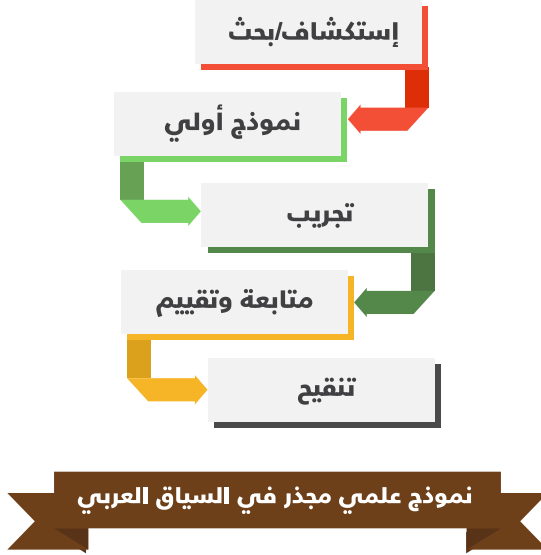 إستكشاف/بحث
نموذج أولي
تجريب
متابعة وتقييم
تنقيح
نموذج علمي مجذر في السياق العربي